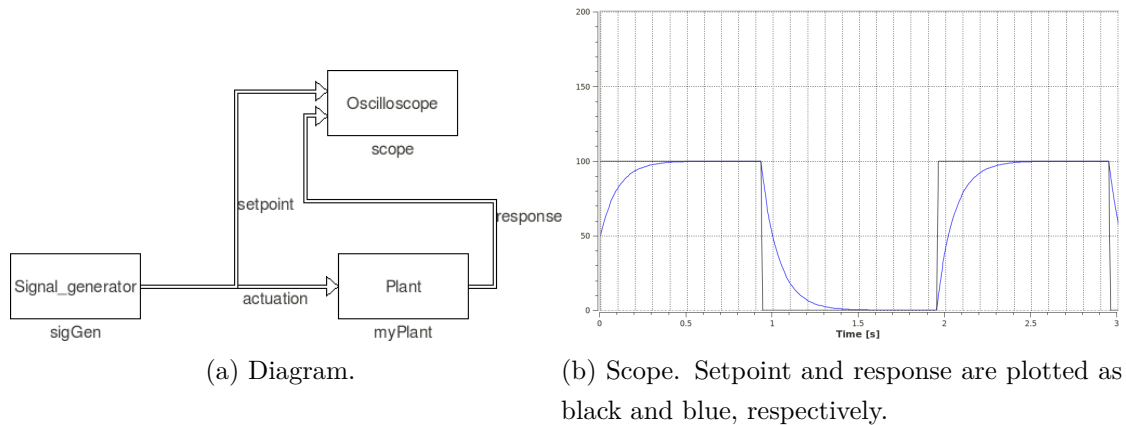 Oscilloscope
scope
setpoint
response
Signal_generator
Plant
actuation
sigGen
myPlant
(a) Diagram.
200
150
100
50
0
0
0.5
1
1.5
2
2.5
3
Time [s]
(b) Scope. Setpoint and response are plotted as
black and blue, respectively.